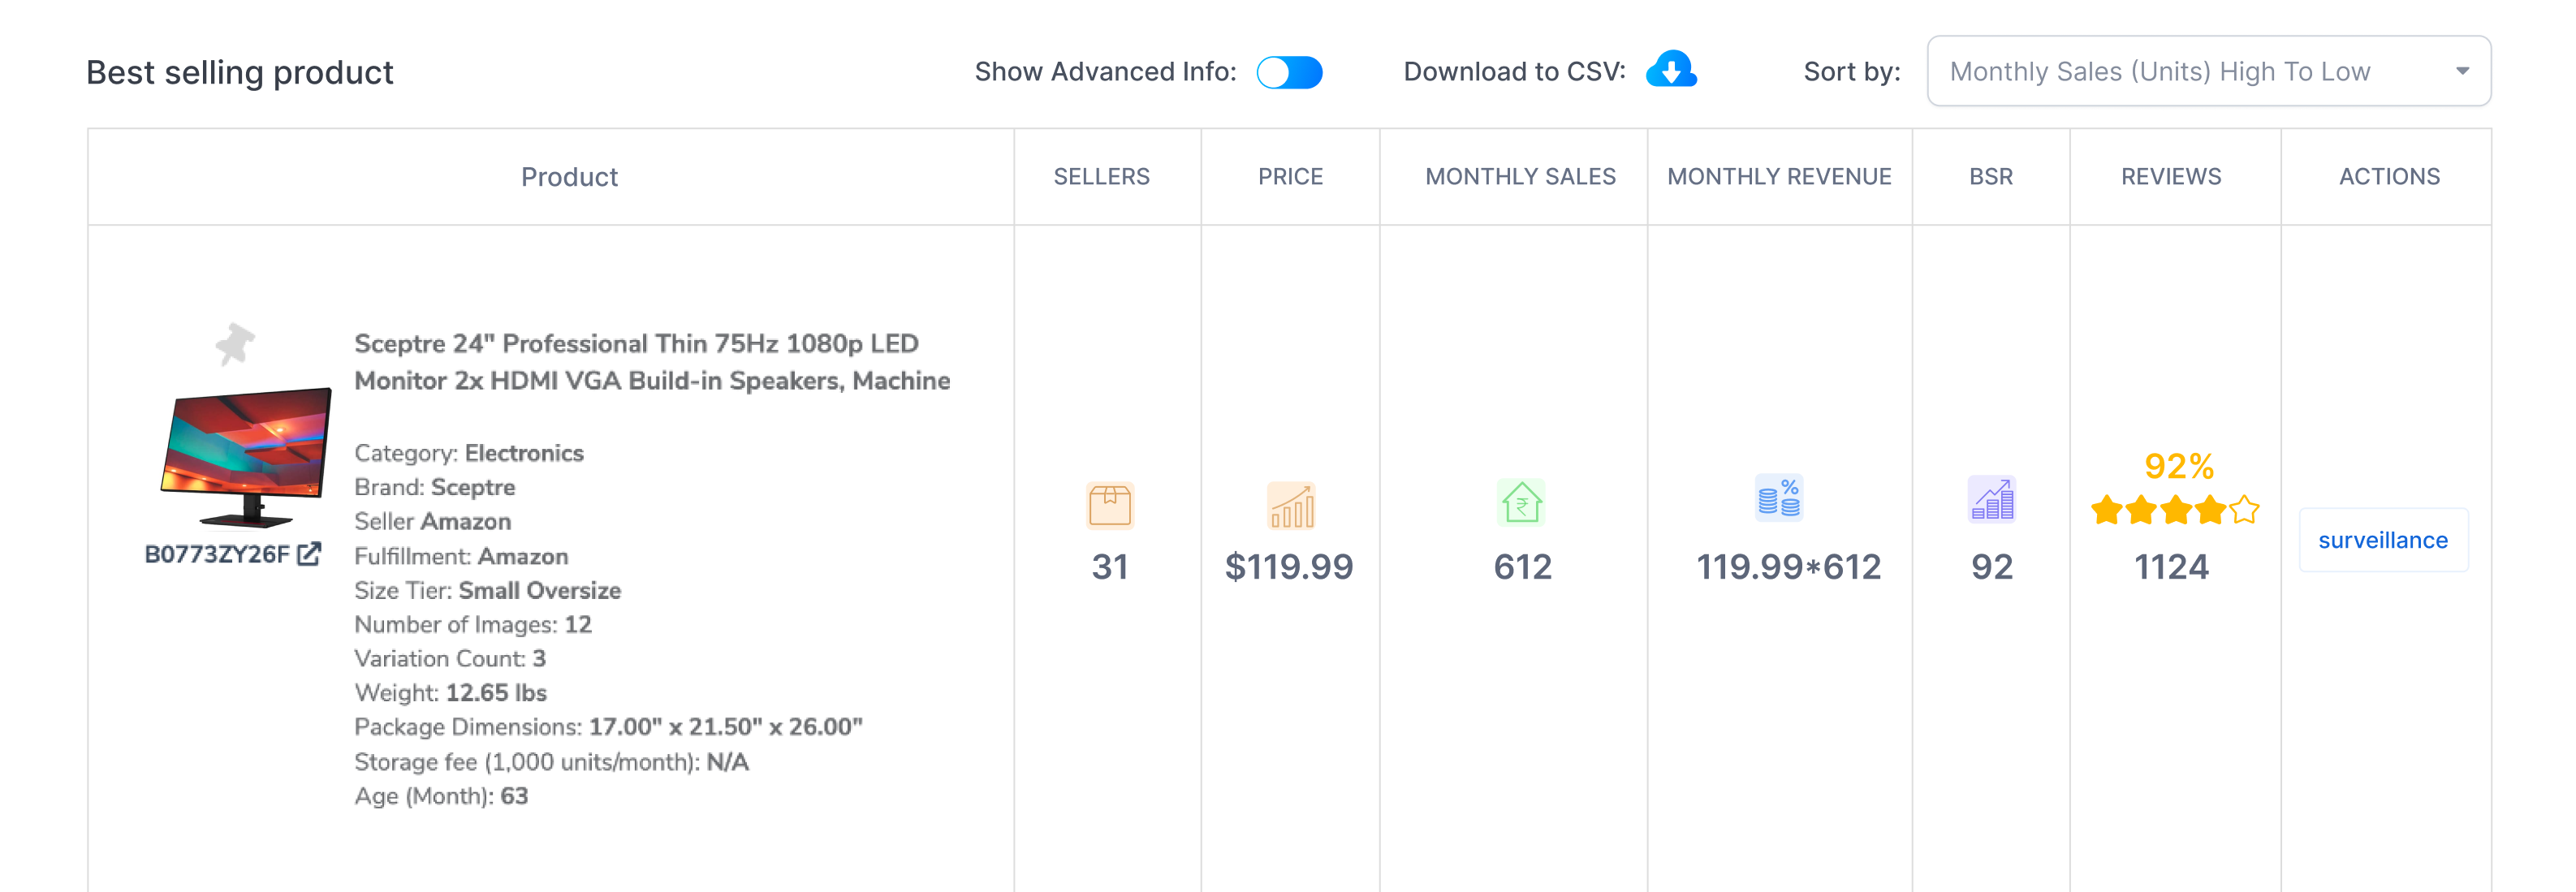 Best selling product
Show Advanced Info:
Download to CSV:
Sort by:
Monthly Sales (Units) High To Low
Product
SELLERS
PRICE
MONTHLY SALES
MONTHLY REVENUE
BSR
REVIEWS
ACTIONS
Sceptre 24" Professional Thin 75Hz 1080p LED
Monitor 2x HDMI VGA Build-in Speakers, Machine
B0773ZY26F
Category: Electronics
Brand: Sceptre
Seller Amazon
Fulfillment: Amazon
Size Tier: Small Oversize
Number of Images: 12
Variation Count: 3
Weight: 12.65 lbs
Package Dimensions: 17.00" x 21.50" x 26.00"
Storage fee (1,000 units/month): N/A
Age (Month): 63
31
$119.99
₹
612
%
119.99*612
92
92%
1124
surveillance